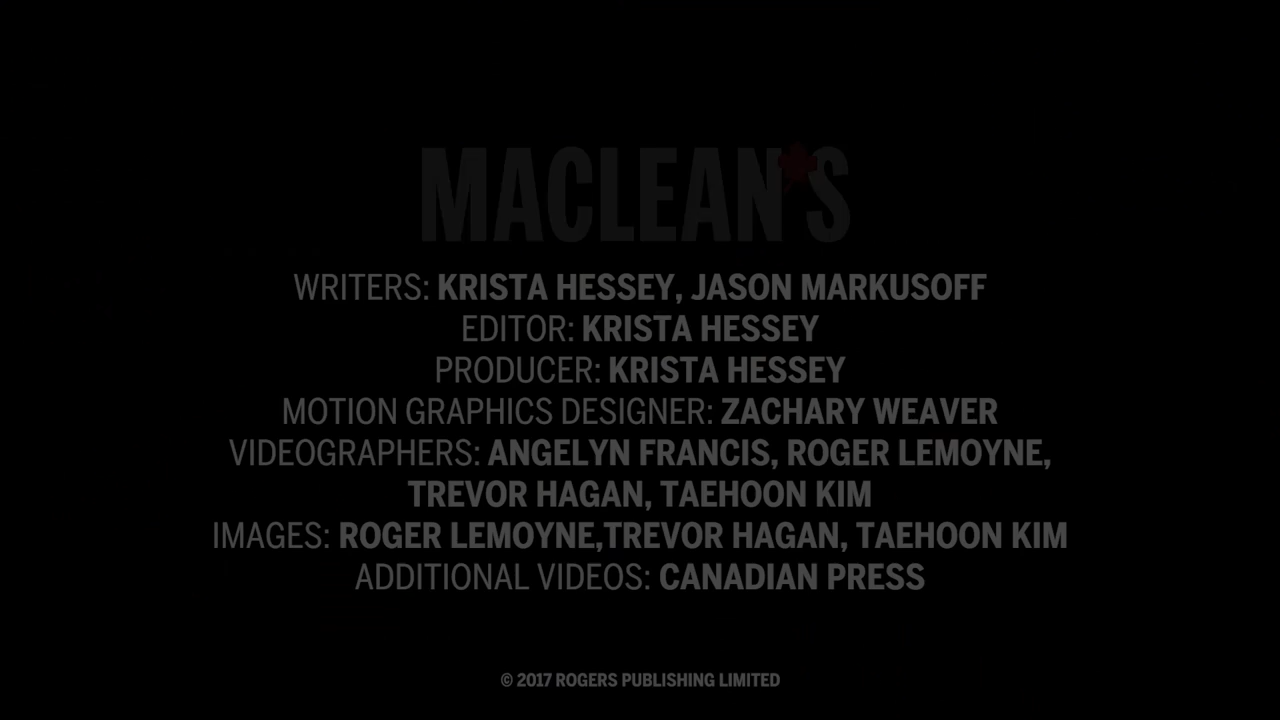 MACLEAN'S
WRITERS: KRISTA HESSEY, JASON MARKUSOFF
EDITOR: KRISTA HESSEY
PRODUCER: KRISTA HESSEY
MOTION GRAPHICS DESIGNER: ZACHARY WEAVER
VIDEOGRAPHERS: ANGELYN FRANCIS, ROGER LEMOYNE,
TREVOR HAGAN, TAEHOON KIM
IMAGES: ROGER LEMOYNE,TREVOR HAGAN, TAEHOON KIM
ADDITIONAL VIDEOS: CANADIAN PRESS
© 2017 ROGERS PUBLISHING LIMITED